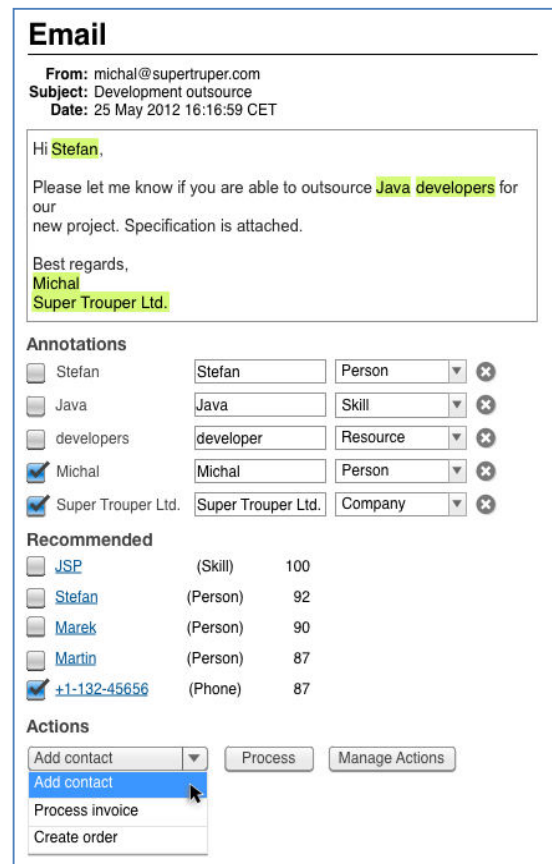 Email
From: michal@supertruper.com
Subject: Development outsource
Date: 25 May 2012 16:16:59 CET
Hi Stefan,
Please let me know if you are able to outsource Java developers for
our
new project. Specification is attached.
Best regards,
Michal
Super Trouper Ltd.
Annotations
Stefan Stefan Person
Java Java Skill
developers developer Resource
Michal Michal Person
Super Trouper Ltd. Super Trouper Ltd. Company
Recommended
JSP (Skill) 100
Stefan (Person) 92
Marek (Person) 90
Martin (Person) 87
+1-132-45656 (Phone) 87
Actions
Add contact Process Manage Actions
Add contact
Process invoice
Create order